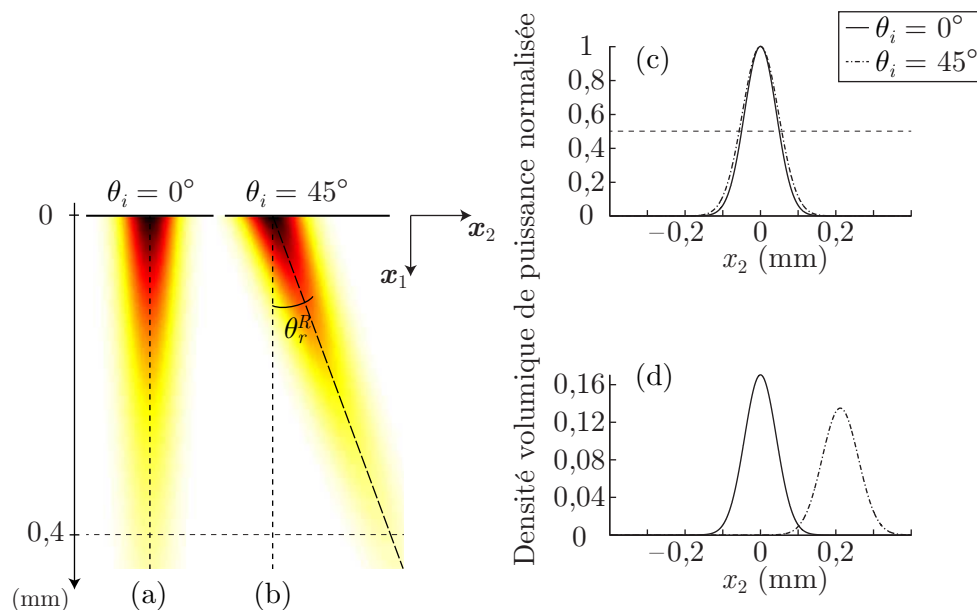 θi = 0°
θi = 45°
0
x2
x1
θrR
0,4
(mm)
(a)
(b)
Densité volumique de puissance normalisée
θi = 0°
θi = 45°
(c)
1
0,8
0,6
0,4
0,2
0
−0,2
0
0,2
x2 (mm)
(d)
0,16
0,12
0,08
0,04
0
−0,2
0
0,2
x2 (mm)